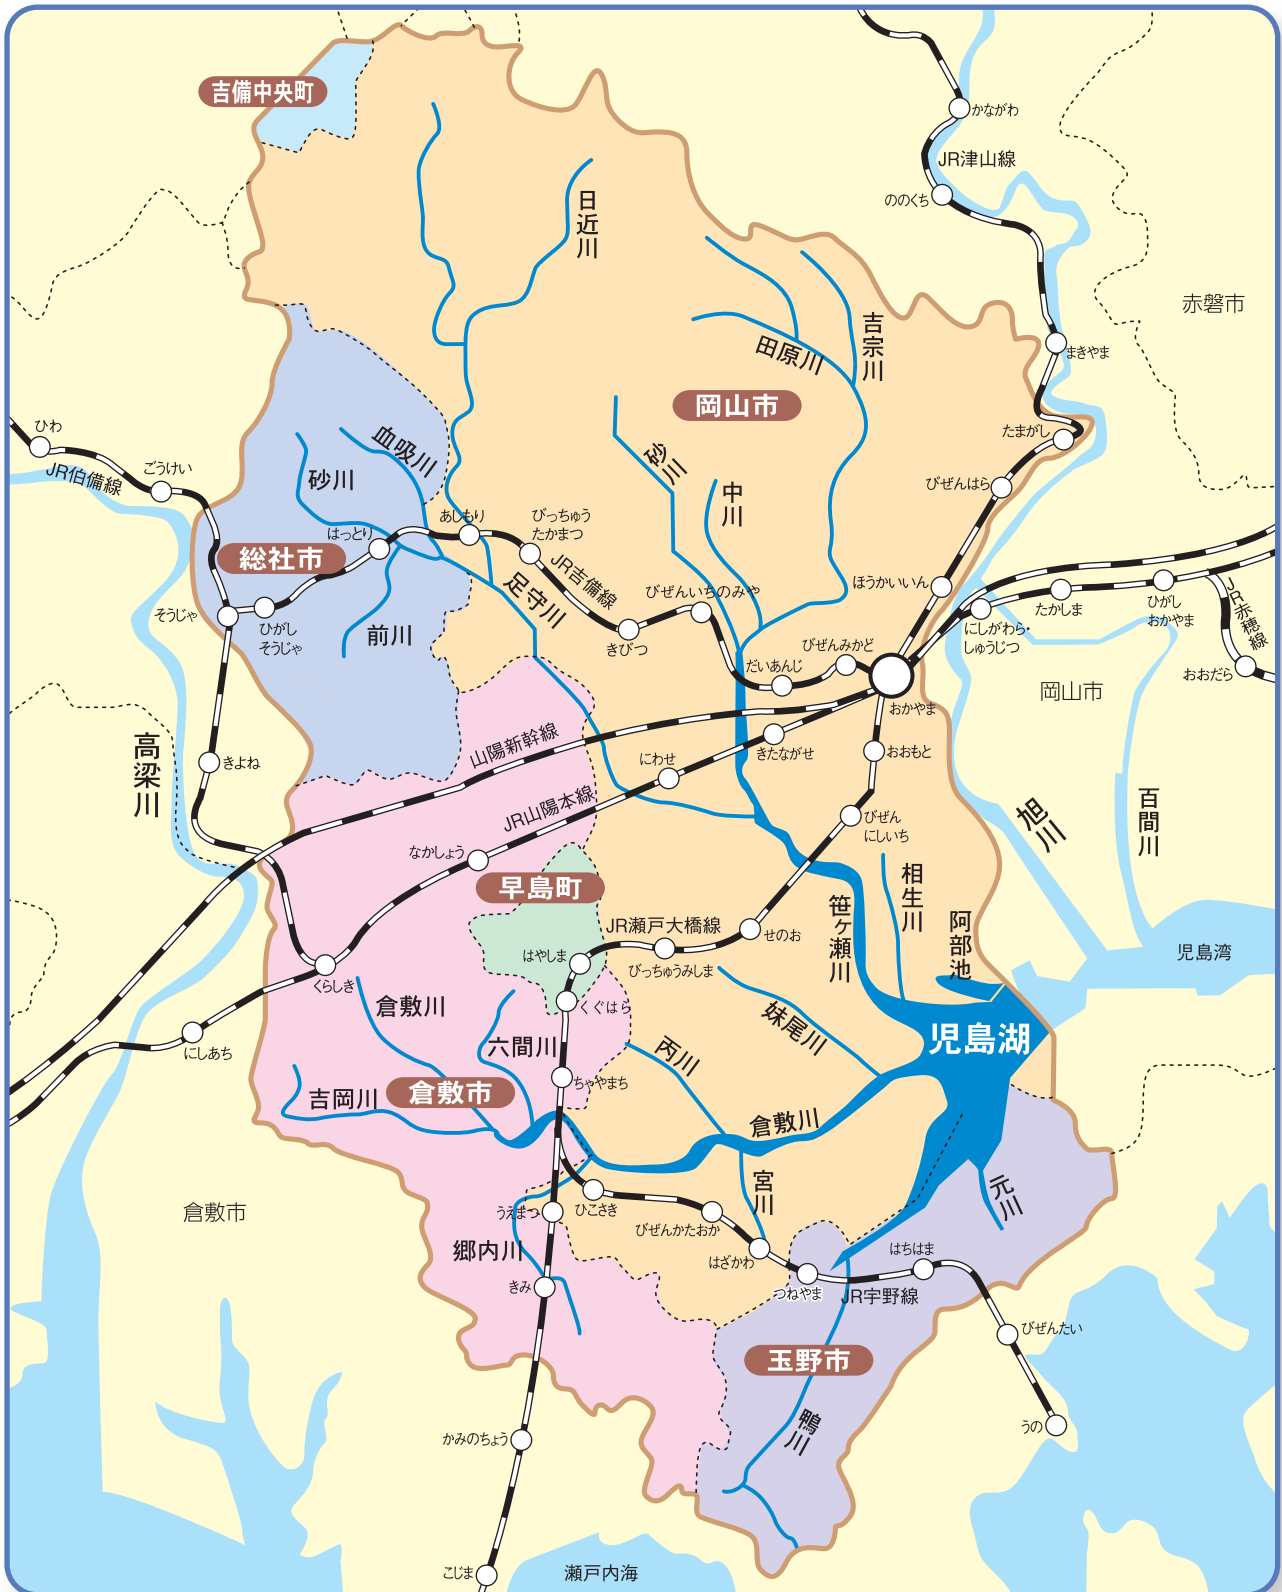 吉備中央町
かながわ
JR津山線
ののくち
日近川
赤磐市
吉宗川
田原川
まきやま
岡山市
ひわ
血吸川
たまがし
JR伯備線
ごうけい
砂川
砂川
中川
びぜんはら
はっとり
あしもり
びっちゅう
たかまつ
総社市
JR吉備線
足守川
びぜんいちのみや
ほうかいいん
たかしま
ひがし
おかやま
JR赤穂線
そうじゃ
ひがし
そうじゃ
前川
きびつ
にしがわら・
しゅうじつ
びぜんみかど
だいあんじ
おおだら
岡山市
おかやま
高梁川
きよね
山陽新幹線
にわせ
きたながせ
おおもと
JR山陽本線
びぜん
にしいち
旭川
百間川
なかしょう
早島町
相生川
笹ヶ瀬川
阿部池
JR瀬戸大橋線
せのお
はやしま
びっちゅうみしま
児島湾
くらしき
倉敷川
くぐはら
妹尾川
児島湖
にしあち
六間川
丙川
ちゃやまち
吉岡川
倉敷市
倉敷川
宮川
元川
倉敷市
うえまつ
ひこさき
びぜんかたおか
郷内川
はざかわ
はちはま
きみ
つねやま
JR宇野線
びぜんたい
玉野市
鴨川
うの
かみのちょう
こじま
瀬戸内海